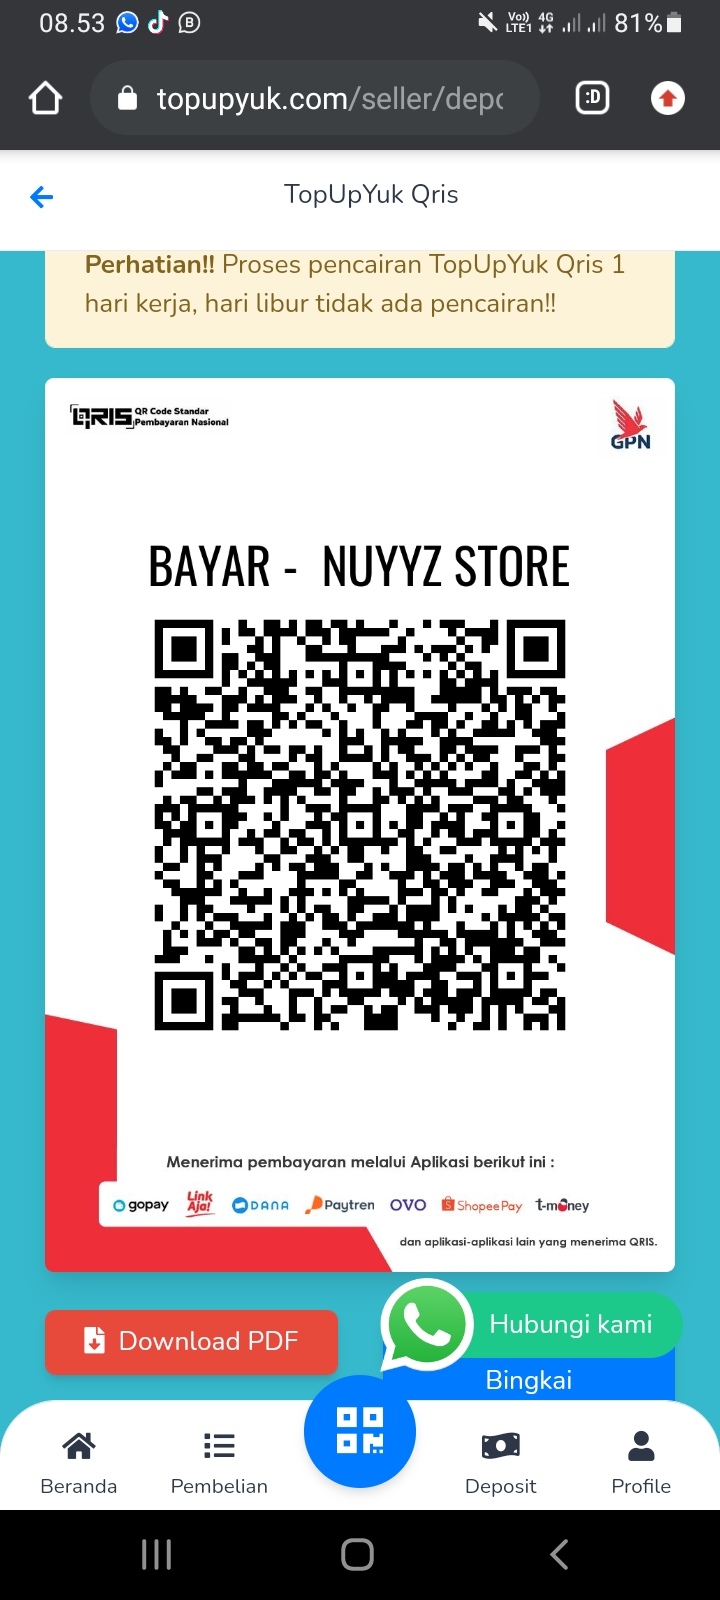 08.53
Vo)) 4G 81%
LTE1
:D
topupyuk.com/seller/depo
TopUpYuk Qris
Perhatian!! Proses pencairan TopUpYuk Qris 1
hari kerja, hari libur tidak ada pencairan!!
QRIS QR Code Standar
Pembayaran Nasional
GPN
BAYAR - NUYYZ STORE
Menerima pembayaran melalui Aplikasi berikut ini :
gopay LinkAja! DANA Paytren OVO ShopeePay t-money
dan aplikasi-aplikasi lain yang menerima QRIS.
Download PDF
Hubungi kami
Bingkai
Beranda Pembelian Deposit Profile